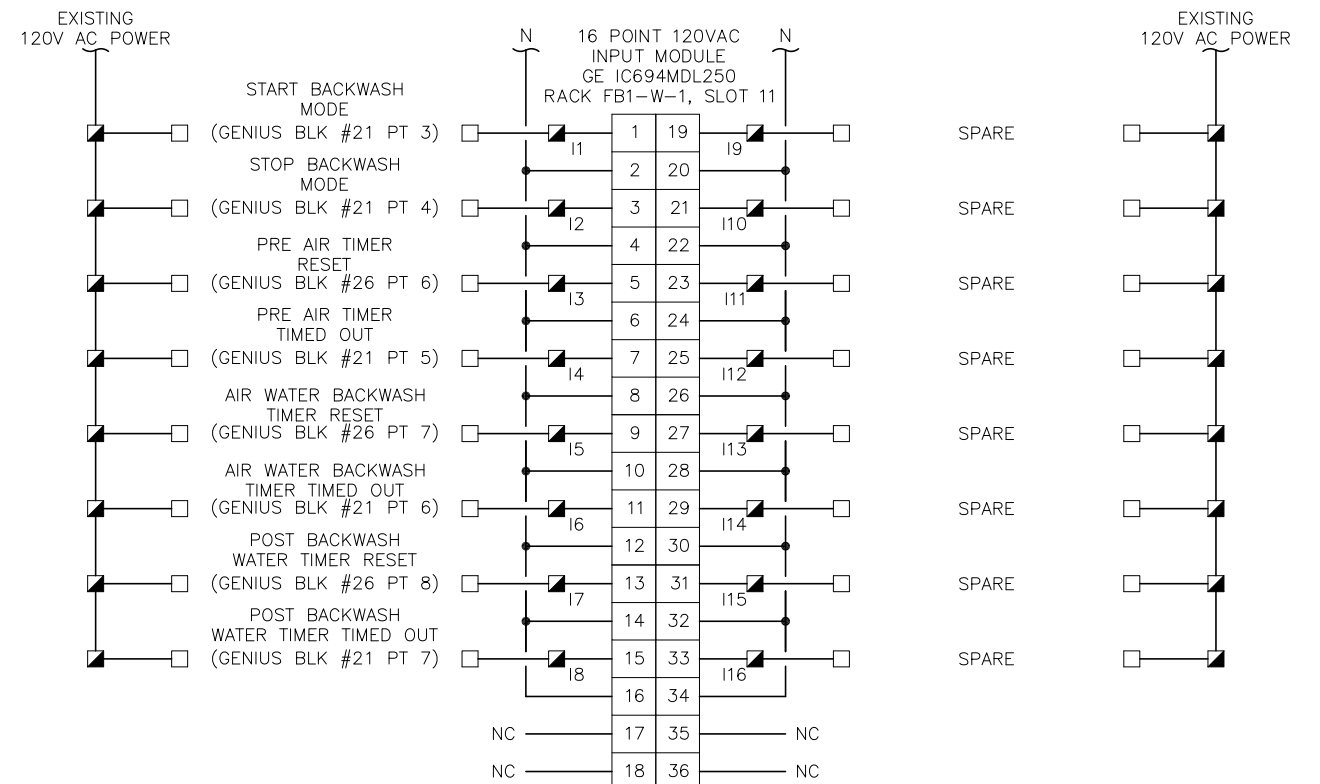 EXISTING
120V AC POWER
N
16 POINT 120VAC
INPUT MODULE
GE IC694MDL250
RACK FB1-W-1, SLOT 11
N
EXISTING
120V AC POWER
START BACKWASH
MODE
(GENIUS BLK #21 PT 3)
I1
1
19
I9
SPARE
2
20
STOP BACKWASH
MODE
(GENIUS BLK #21 PT 4)
I2
3
21
I10
SPARE
4
22
PRE AIR TIMER
RESET
(GENIUS BLK #26 PT 6)
I3
5
23
I11
SPARE
6
24
PRE AIR TIMER
TIMED OUT
(GENIUS BLK #21 PT 5)
I4
7
25
I12
SPARE
8
26
AIR WATER BACKWASH
TIMER RESET
(GENIUS BLK #26 PT 7)
I5
9
27
I13
SPARE
10
28
AIR WATER BACKWASH
TIMER TIMED OUT
(GENIUS BLK #21 PT 6)
I6
11
29
I14
SPARE
12
30
POST BACKWASH
WATER TIMER RESET
(GENIUS BLK #26 PT 8)
I7
13
31
I15
SPARE
14
32
POST BACKWASH
WATER TIMER TIMED OUT
(GENIUS BLK #21 PT 7)
I8
15
33
I16
SPARE
16
34
NC
17
35
NC
NC
18
36
NC